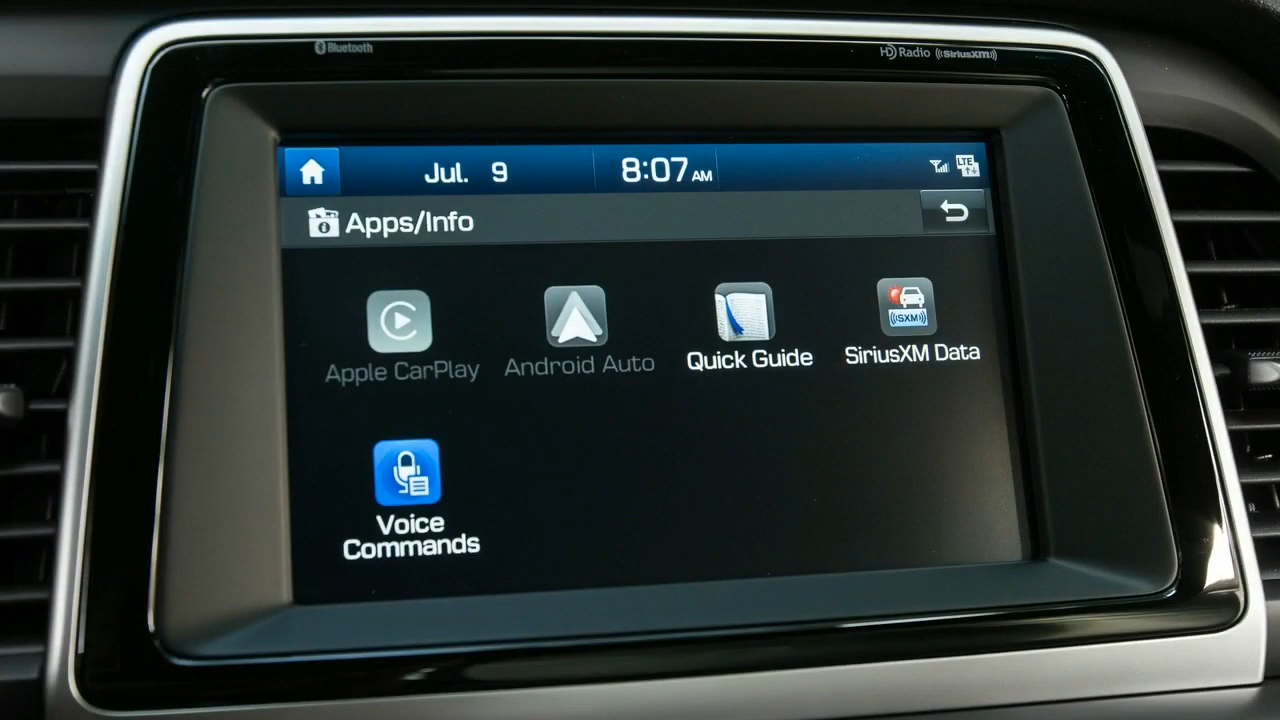 Bluetooth
HD Radio ((SiriusXM))
Jul. 9 8:07 AM LTE
Apps/Info
Apple CarPlay Android Auto Quick Guide SiriusXM Data
((SXM))
Voice
Commands